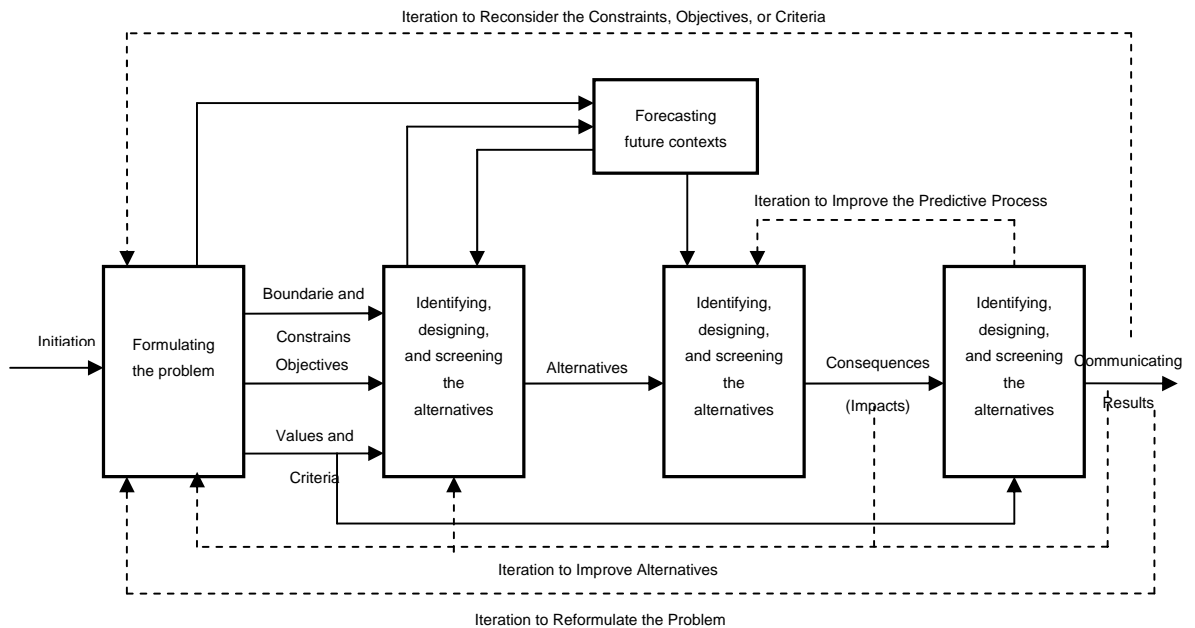 Iteration to Reconsider the Constraints, Objectives, or Criteria
Forecasting
future contexts
Iteration to Improve the Predictive Process
Initiation
Formulating
the problem
Boundarie and
Constrains
Objectives
Values and
Criteria
Identifying,
designing,
and screening
the
alternatives
Alternatives
Identifying,
designing,
and screening
the
alternatives
Consequences
(Impacts)
Identifying,
designing,
and screening
the
alternatives
Communicating
Results
Iteration to Improve Alternatives
Iteration to Reformulate the Problem